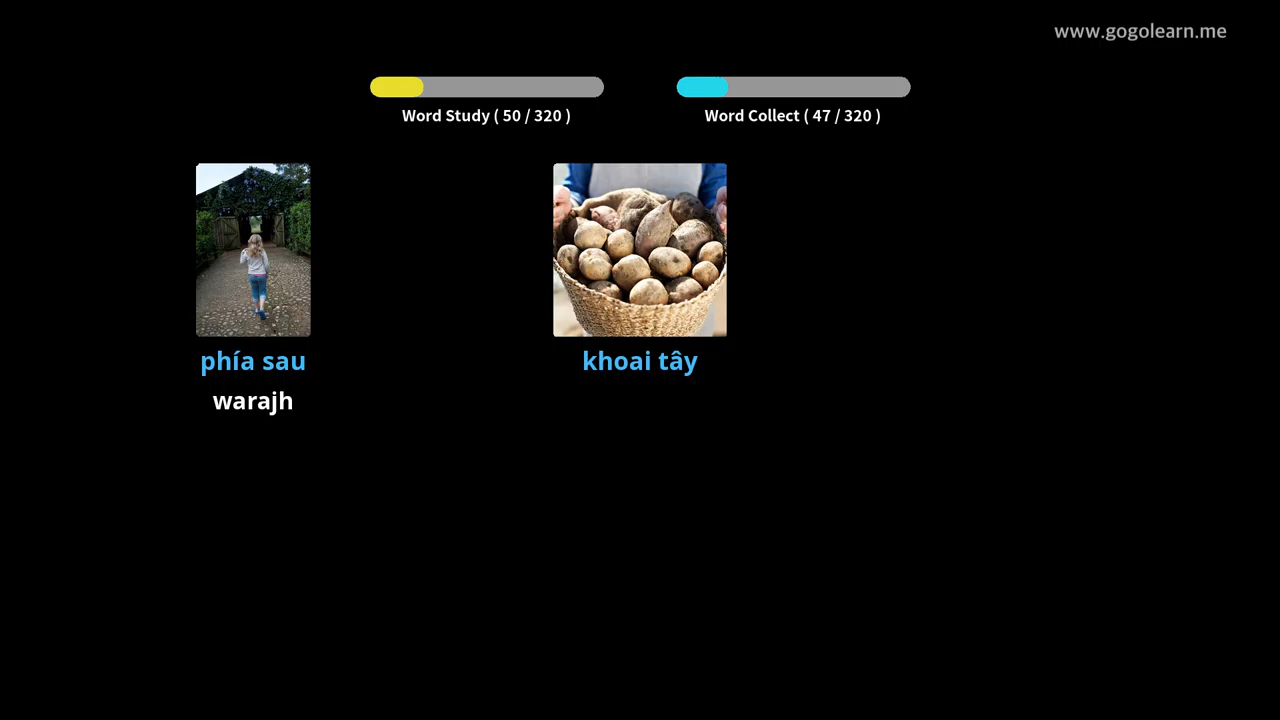 www.gogolearn.me
Word Study ( 50 / 320 )
Word Collect ( 47 / 320 )
phía sau
warajh
khoai tây